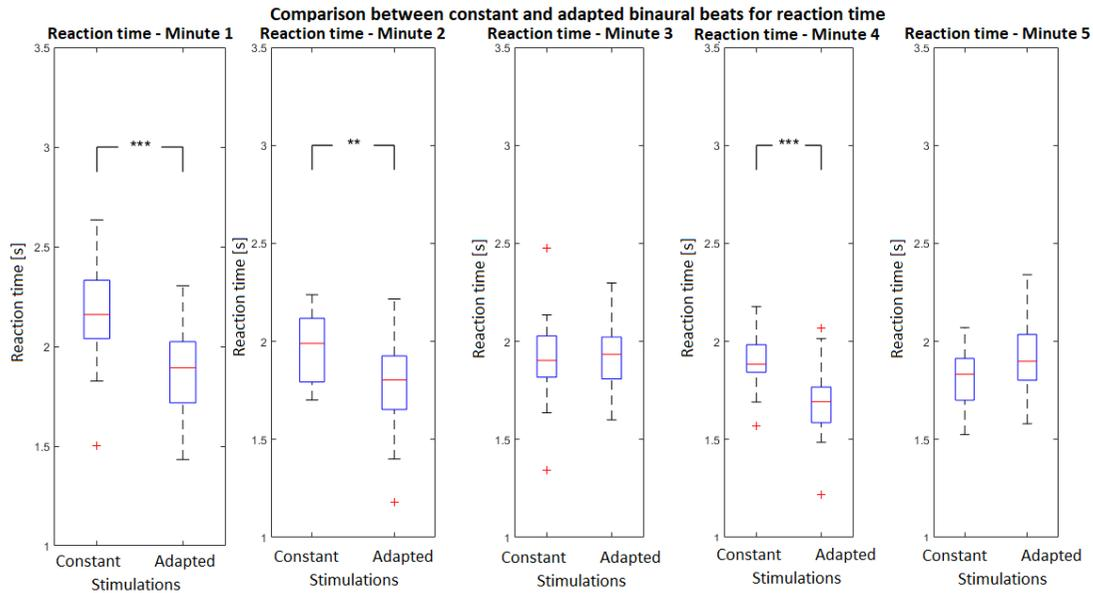 Comparison between constant and adapted binaural beats for reaction time
Reaction time - Minute 1
Reaction time - Minute 2
Reaction time - Minute 3
Reaction time - Minute 4
Reaction time - Minute 5
3.5
3
2.5
2
1.5
1
Reaction time [s]
***
Constant Adapted
Stimulations
3.5
3
2.5
2
1.5
1
Reaction time [s]
**
Constant Adapted
Stimulations
3.5
3
2.5
2
1.5
1
Reaction time [s]
Constant Adapted
Stimulations
3.5
3
2.5
2
1.5
1
Reaction time [s]
***
Constant Adapted
Stimulations
3.5
3
2.5
2
1.5
1
Reaction time [s]
Constant Adapted
Stimulations